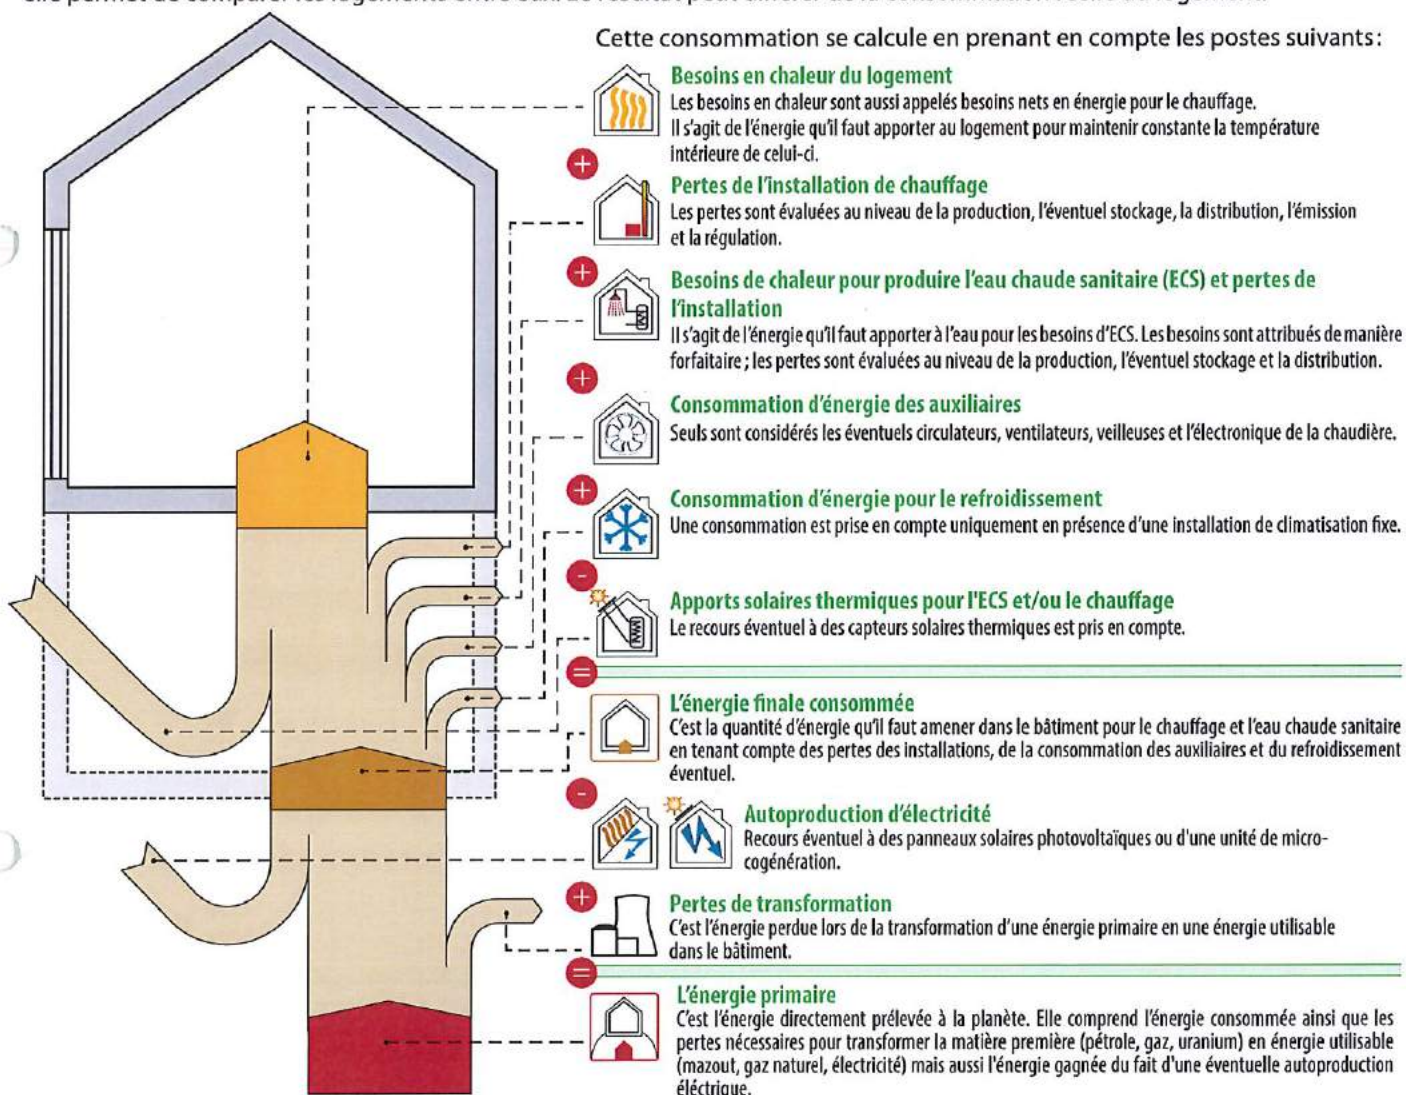 Cette consommation se calcule en prenant en compte les postes suivants:
Besoins en chaleur du logement
Les besoins en chaleur sont aussi appelés besoins nets en énergie pour le chauffage.
Il s'agit de l'énergie qu'il faut apporter au logement pour maintenir constante la température
intérieure de celui-ci.
+
Pertes de l'installation de chauffage
Les pertes sont évaluées au niveau de la production, l'éventuel stockage, la distribution, l'émission
et la régulation.
+
Besoins de chaleur pour produire l'eau chaude sanitaire (ECS) et pertes de
l'installation
Il s'agit de l'énergie qu'il faut apporter à l'eau pour les besoins d'ECS. Les besoins sont attribués de manière
forfaitaire ; les pertes sont évaluées au niveau de la production, l'éventuel stockage et la distribution.
+
Consommation d'énergie des auxiliaires
Seuls sont considérés les éventuels circulateurs, ventilateurs, veilleuses et l'électronique de la chaudière.
+
Consommation d'énergie pour le refroidissement
Une consommation est prise en compte uniquement en présence d'une installation de climatisation fixe.
-
Apports solaires thermiques pour l'ECS et/ou le chauffage
Le recours éventuel à des capteurs solaires thermiques est pris en compte.
=
L'énergie finale consommée
C'est la quantité d'énergie qu'il faut amener dans le bâtiment pour le chauffage et l'eau chaude sanitaire
en tenant compte des pertes des installations, de la consommation des auxiliaires et du refroidissement
éventuel.
-
Autoproduction d'électricité
Recours éventuel à des panneaux solaires photovoltaïques ou d'une unité de micro-
cogénération.
+
Pertes de transformation
C'est l'énergie perdue lors de la transformation d'une énergie primaire en une énergie utilisable
dans le bâtiment.
=
L'énergie primaire
C'est l'énergie directement prélevée à la planète. Elle comprend l'énergie consommée ainsi que les
pertes nécessaires pour transformer la matière première (pétrole, gaz, uranium) en énergie utilisable
(mazout, gaz naturel, électricité) mais aussi l'énergie gagnée du fait d'une éventuelle autoproduction
éléctrique.